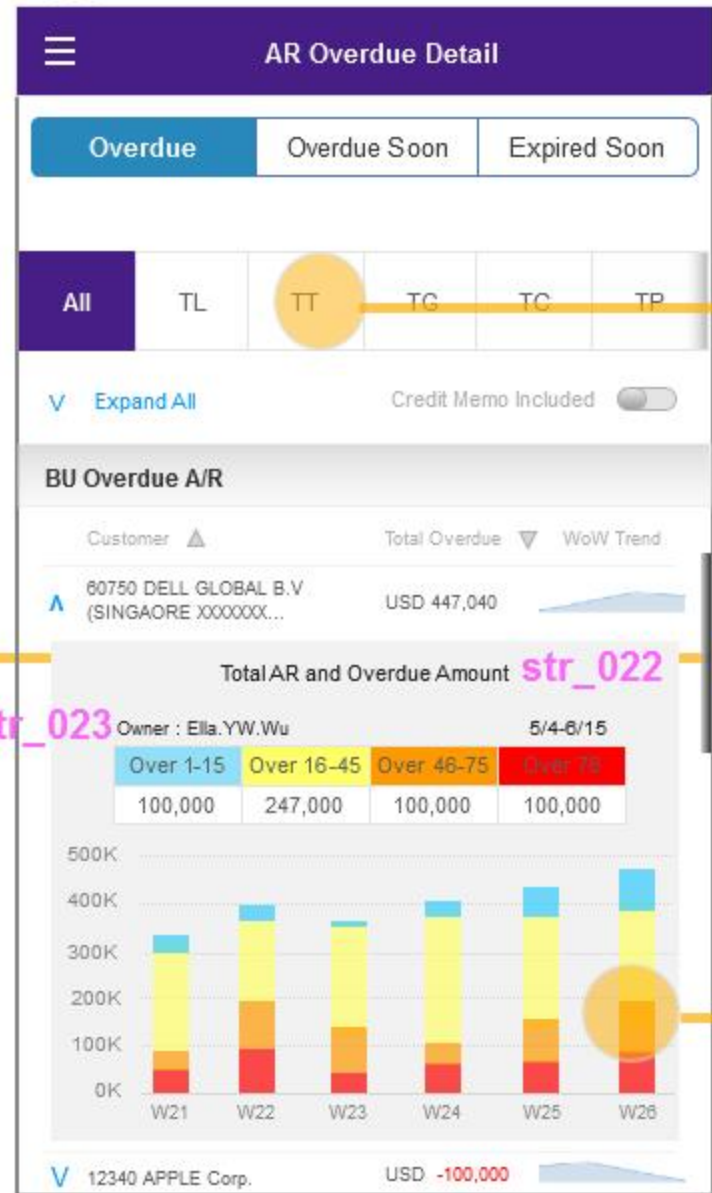 AR Overdue Detail
Overdue Overdue Soon Expired Soon
All TL TT TG TC TP
V Expand All Credit Memo Included
BU Overdue A/R
Customer Total Overdue WoW Trend
60750 DELL GLOBAL B.V
(SINGAORE XXXXXXX... USD 447,040
Total AR and Overdue Amount str_022
tr_023 Owner : Ella.YW.Wu 5/4-6/15
Over 1-15 Over 16-45 Over 46-75 Over 76
100,000 247,000 100,000 100,000
500K
400K
300K
200K
100K
0K
W21 W22 W23 W24 W25 W26
V 12340 APPLE Corp. USD -100,000